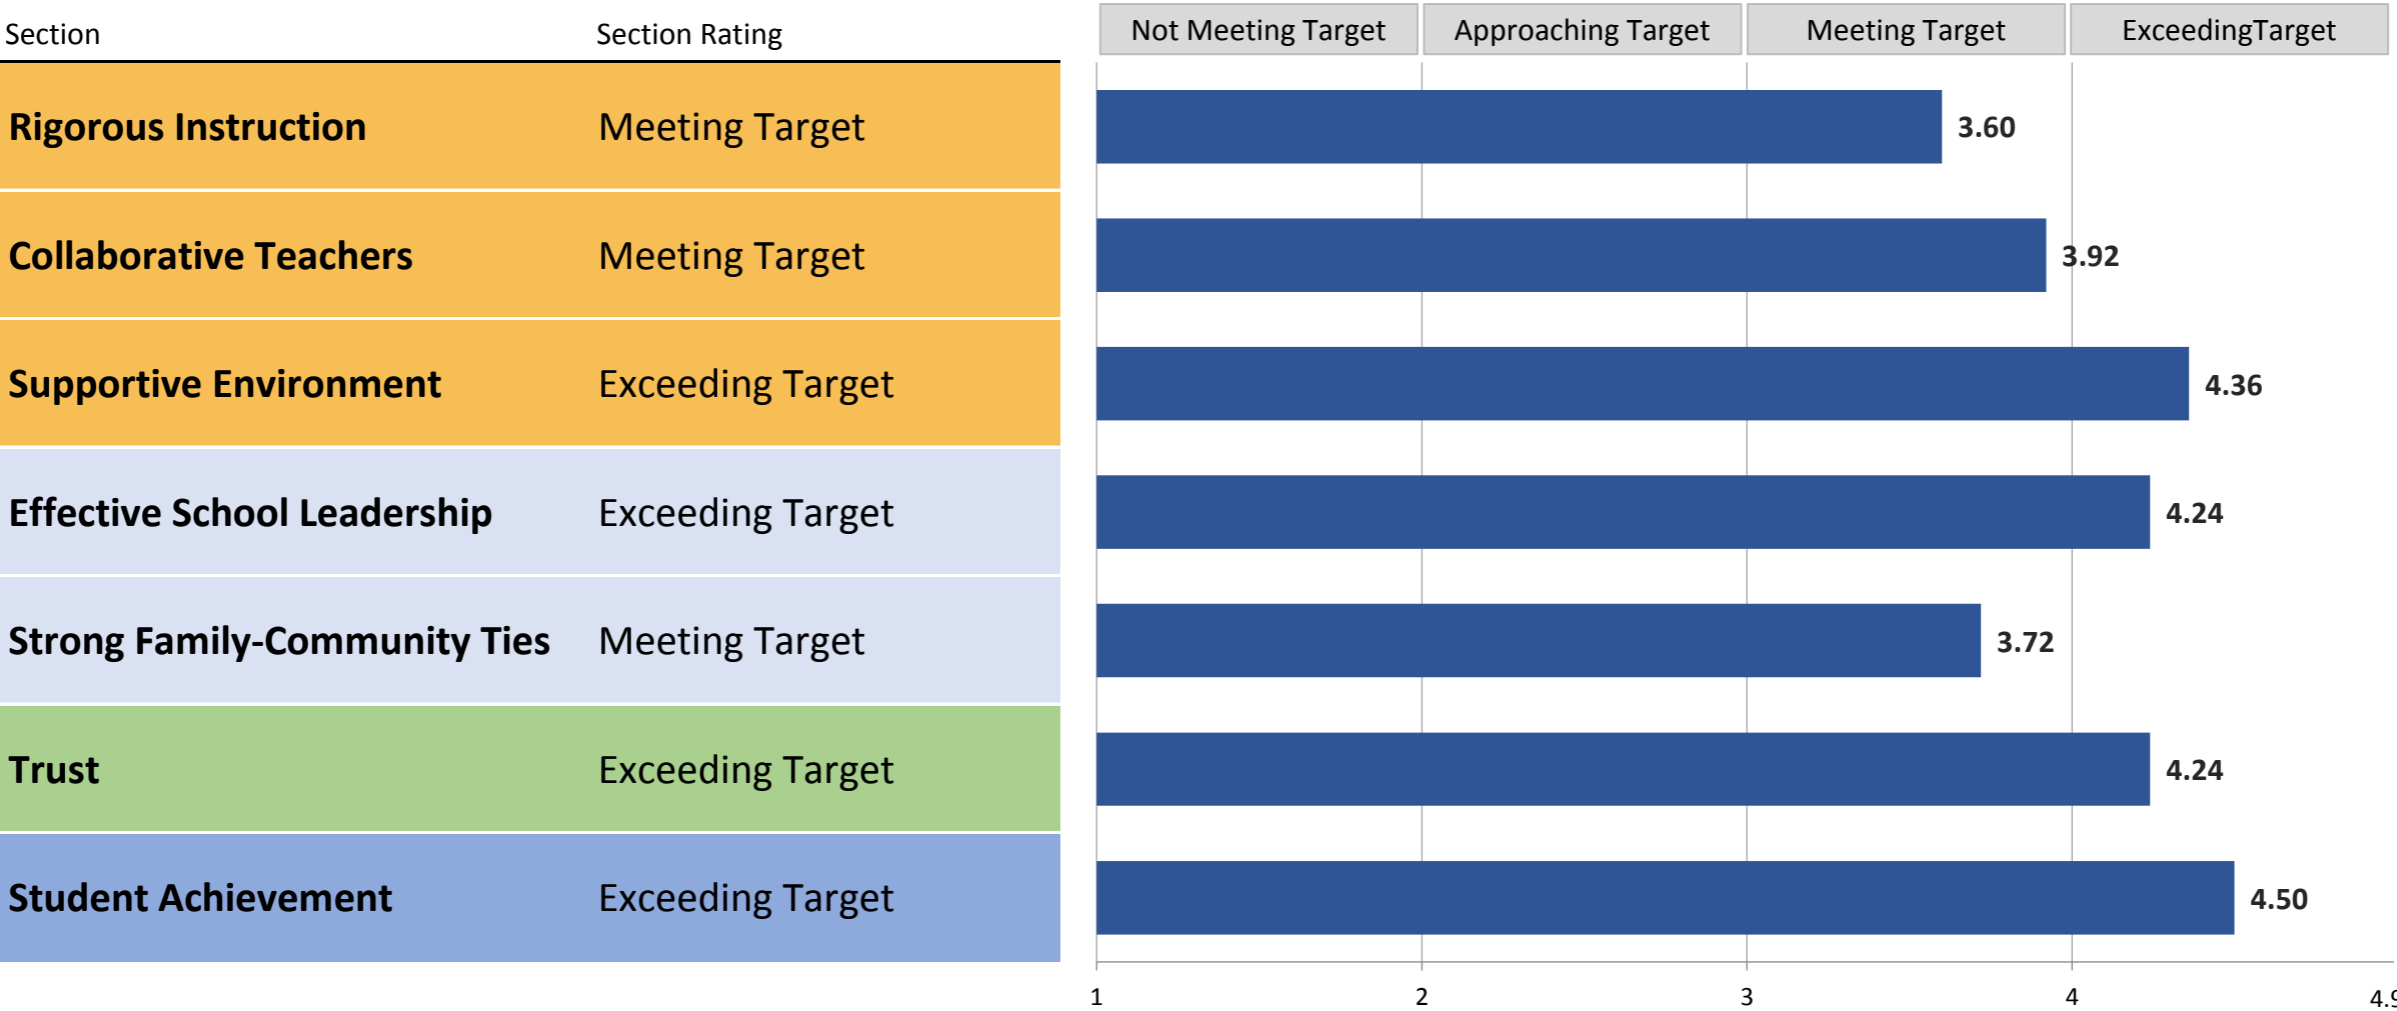 Section Section Rating Not Meeting Target Approaching Target Meeting Target ExceedingTarget
Rigorous Instruction Meeting Target 3.60
Collaborative Teachers Meeting Target 3.92
Supportive Environment Exceeding Target 4.36
Effective School Leadership Exceeding Target 4.24
Strong Family-Community Ties Meeting Target 3.72
Trust Exceeding Target 4.24
Student Achievement Exceeding Target 4.50
1 2 3 4